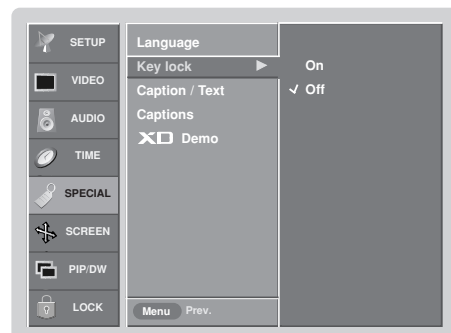 SETUP
VIDEO
AUDIO
TIME
SPECIAL
SCREEN
PIP/DW
LOCK
Language
Key lock
Caption / Text
Captions
XD Demo
Menu Prev.
On
Off